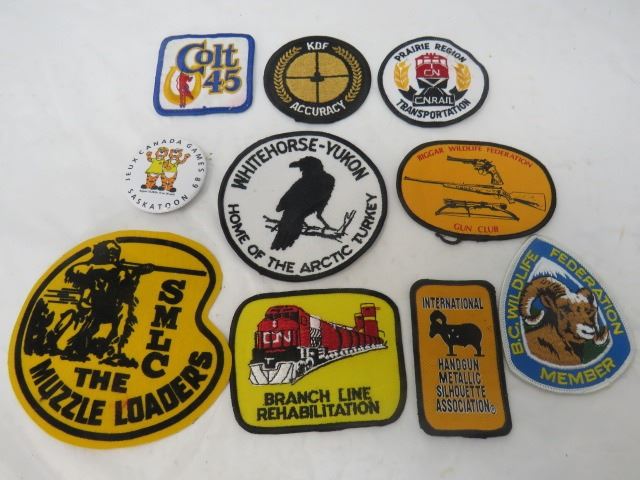 Colt
45
KDF
ACCURACY
PRAIRIE REGION
CN
CN RAIL
TRANSPORTATION
JEUX CANADA GAMES 89
SASKATOON
WHITEHORSE-YUKON
HOME OF THE ARCTIC TURKEY
BIGGAR WILDLIFE FEDERATION
GUN CLUB
SMLC
THE
MUZZLE LOADERS
CN
BRANCH LINE
REHABILITATION
INTERNATIONAL
HANDGUN
METALLIC
SILHOUETTE
ASSOCIATION®
B.C. WILDLIFE FEDERATION
MEMBER